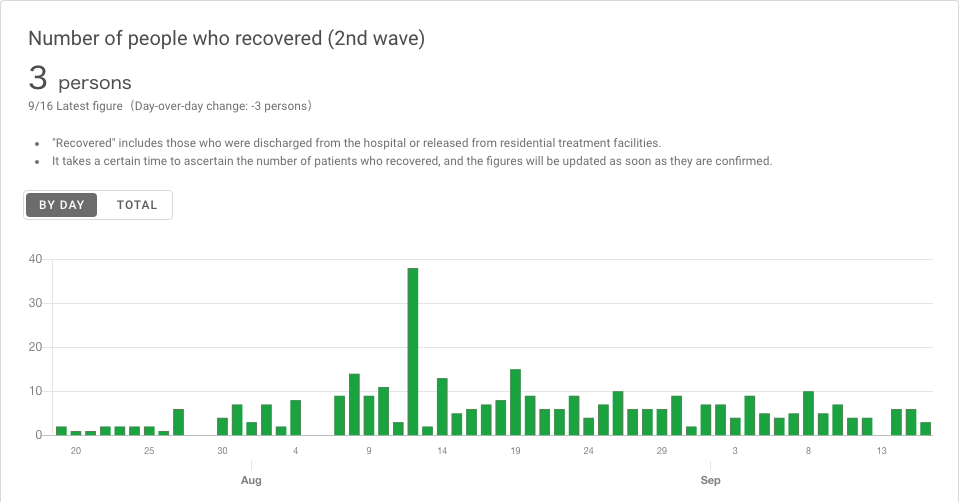 Number of people who recovered (2nd wave)
3 persons
9/16 Latest figure (Day-over-day change: -3 persons)
"Recovered" includes those who were discharged from the hospital or released from residential treatment facilities.
It takes a certain time to ascertain the number of patients who recovered, and the figures will be updated as soon as they are confirmed.
BY DAY TOTAL
40
30
20
10
0
20 25 30 4 9 14 19 24 29 3 8 13
Aug Sep